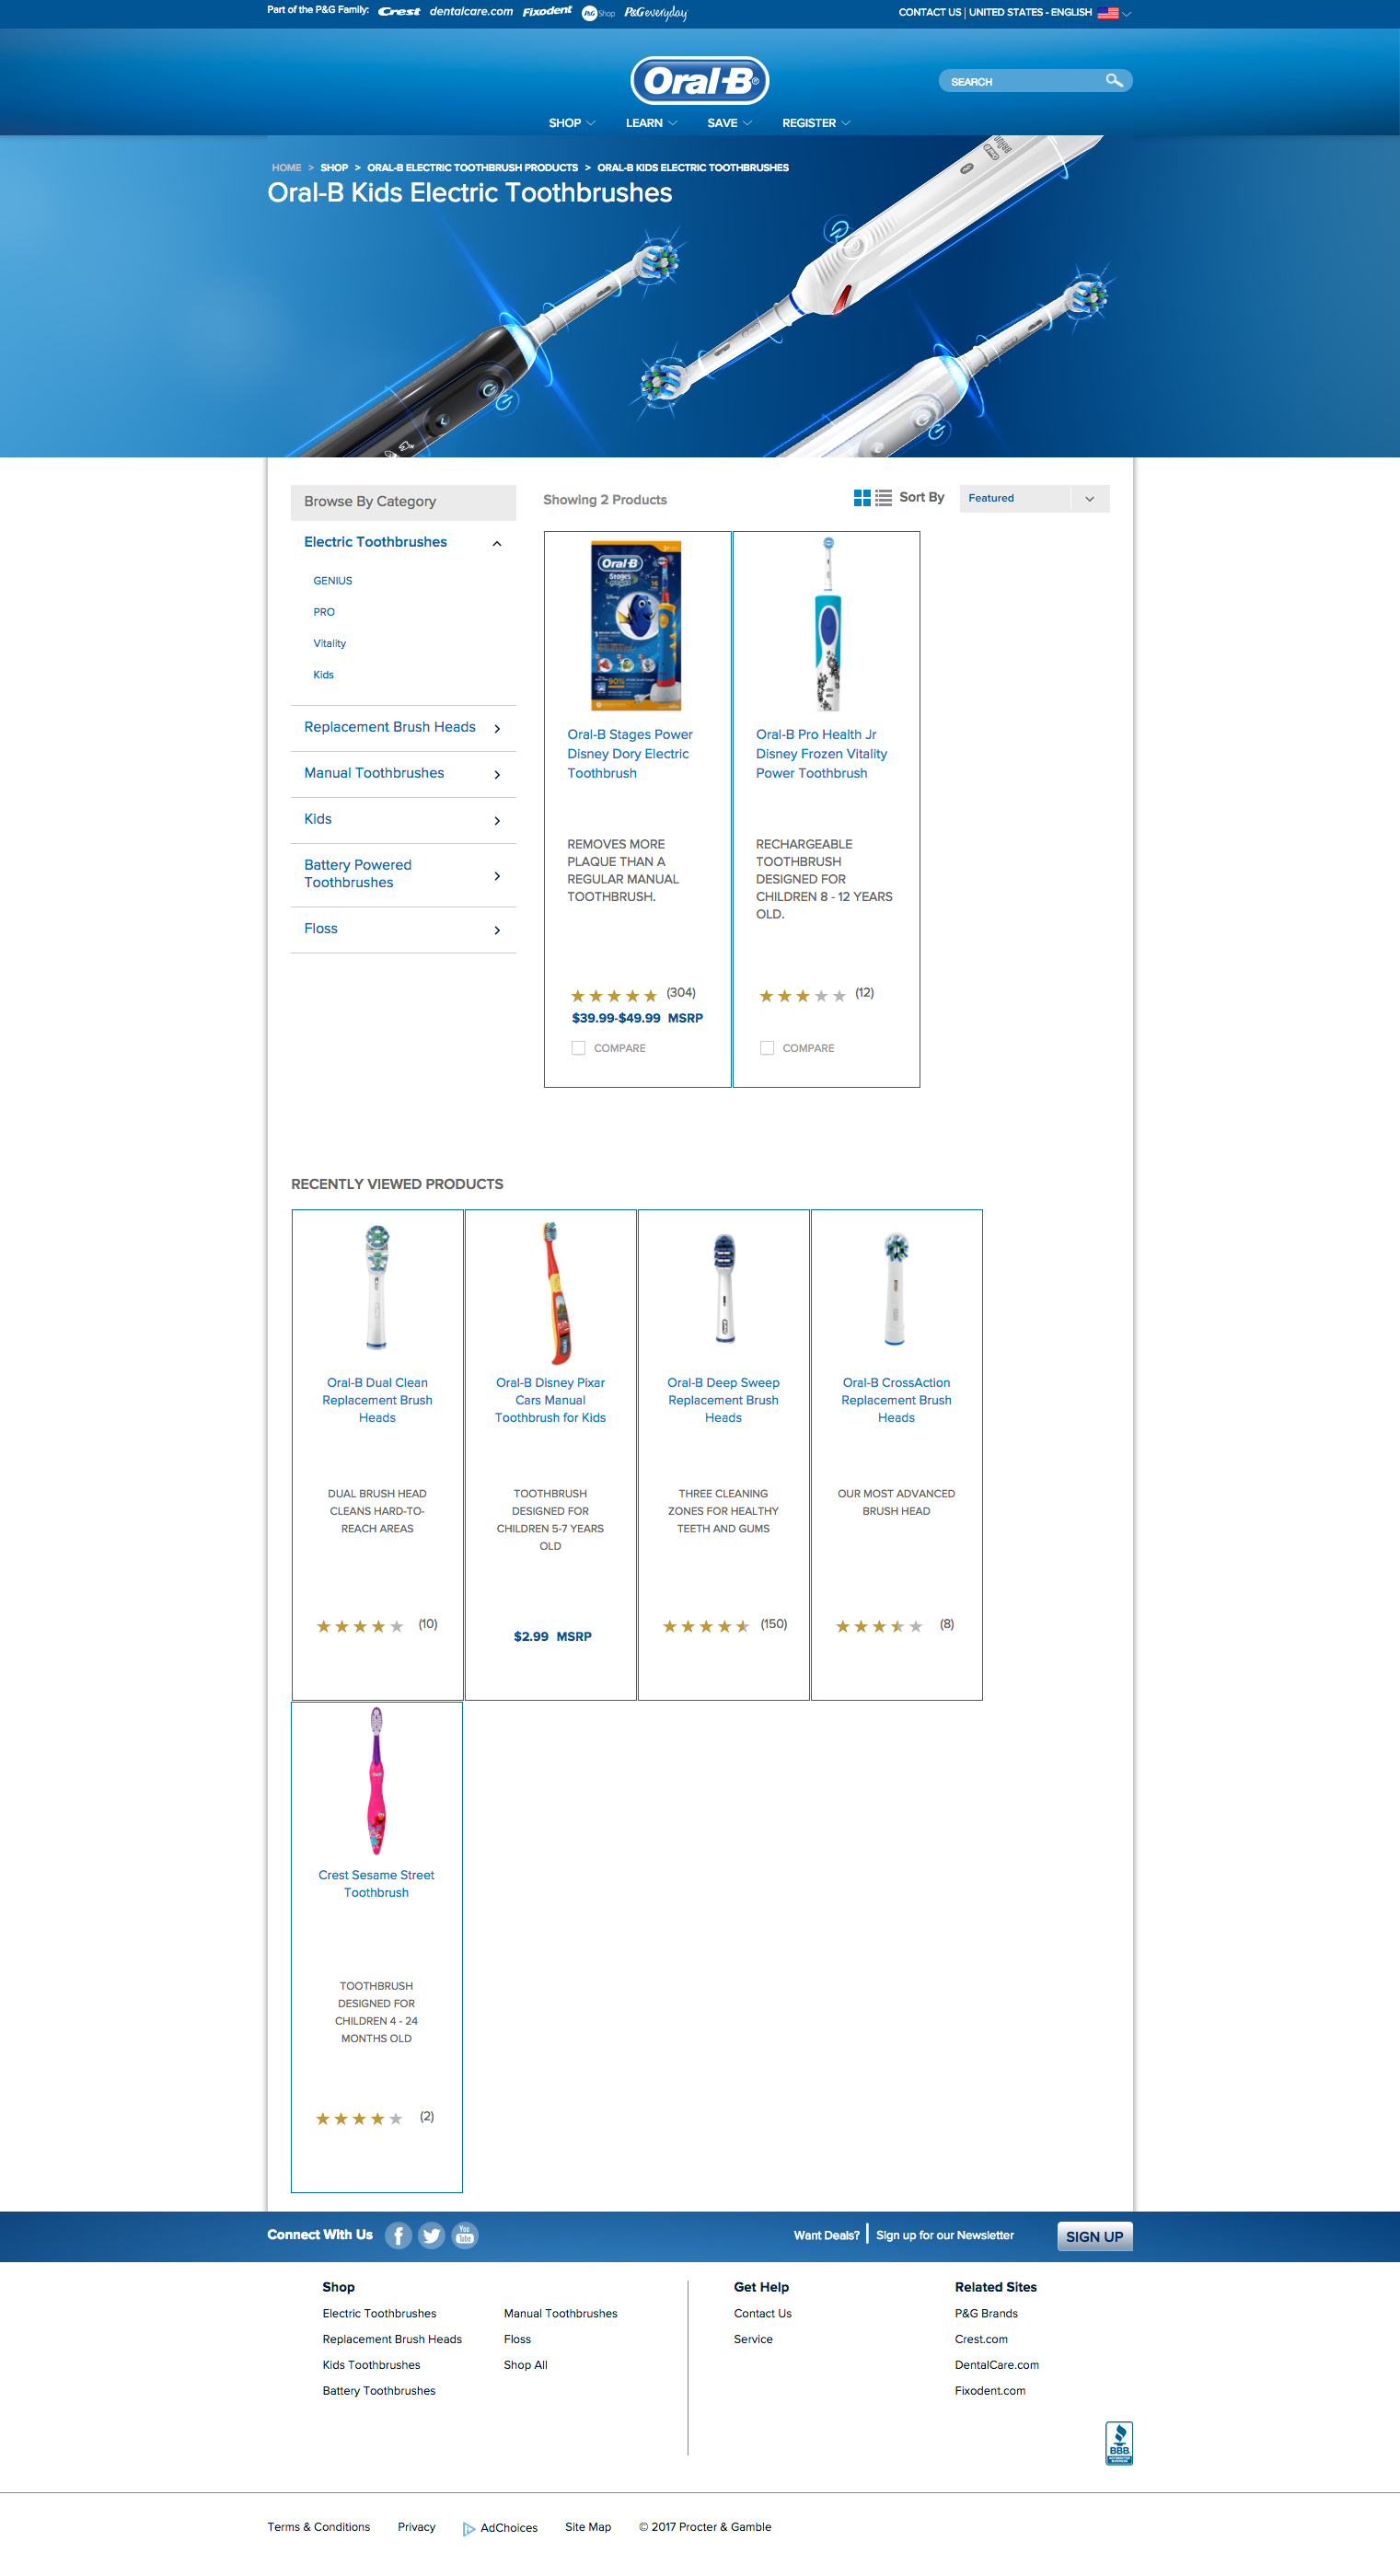 Part of the P&G Family: Crest dentalcare.com Fixodent P&G Shop P&G everyday
CONTACT US | UNITED STATES - ENGLISH
Oral-B
SEARCH
SHOP LEARN SAVE REGISTER
HOME > SHOP > ORAL-B ELECTRIC TOOTHBRUSH PRODUCTS > ORAL-B KIDS ELECTRIC TOOTHBRUSHES
Oral-B Kids Electric Toothbrushes
Browse By Category
Electric Toothbrushes
GENIUS
PRO
Vitality
Kids
Replacement Brush Heads
Manual Toothbrushes
Kids
Battery Powered
Toothbrushes
Floss
Showing 2 Products
Sort By Featured
Oral-B
Stages
Disney
90%
Oral-B Stages Power
Disney Dory Electric
Toothbrush
REMOVES MORE
PLAQUE THAN A
REGULAR MANUAL
TOOTHBRUSH.
(304)
$39.99-$49.99 MSRP
COMPARE
Oral-B Pro Health Jr
Disney Frozen Vitality
Power Toothbrush
RECHARGEABLE
TOOTHBRUSH
DESIGNED FOR
CHILDREN 8 - 12 YEARS
OLD.
(12)
COMPARE
RECENTLY VIEWED PRODUCTS
Oral-B Dual Clean
Replacement Brush
Heads
DUAL BRUSH HEAD
CLEANS HARD-TO-
REACH AREAS
(10)
Oral-B Disney Pixar
Cars Manual
Toothbrush for Kids
TOOTHBRUSH
DESIGNED FOR
CHILDREN 5-7 YEARS
OLD
$2.99 MSRP
Oral-B Deep Sweep
Replacement Brush
Heads
THREE CLEANING
ZONES FOR HEALTHY
TEETH AND GUMS
(150)
Oral-B CrossAction
Replacement Brush
Heads
OUR MOST ADVANCED
BRUSH HEAD
(8)
Crest Sesame Street
Toothbrush
TOOTHBRUSH
DESIGNED FOR
CHILDREN 4 - 24
MONTHS OLD
(2)
Connect With Us
You Tube
Want Deals? | Sign up for our Newsletter
SIGN UP
Shop
Electric Toothbrushes
Replacement Brush Heads
Kids Toothbrushes
Battery Toothbrushes
Manual Toothbrushes
Floss
Shop All
Get Help
Contact Us
Service
Related Sites
P&G Brands
Crest.com
DentalCare.com
Fixodent.com
BBB
Terms & Conditions Privacy AdChoices Site Map © 2017 Procter & Gamble